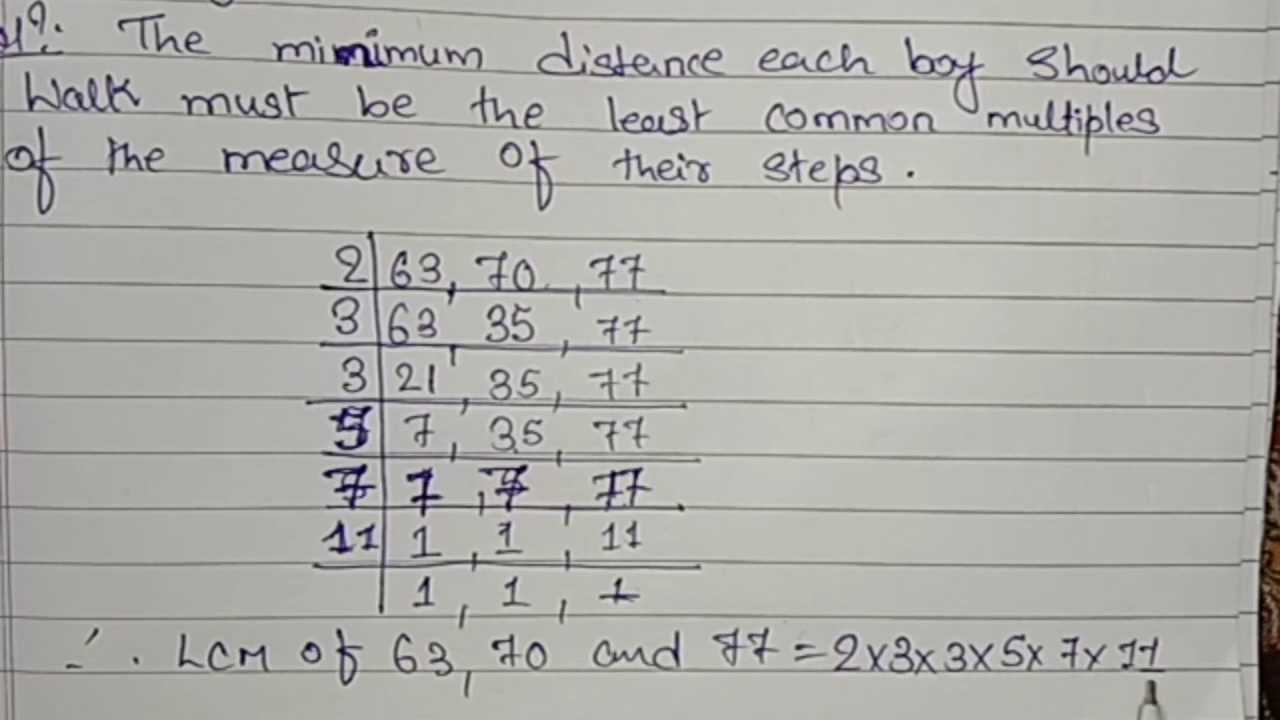 The minimum distance each boy should
Walk must be the least common multiples
of the measure of their steps.
2 | 63, 70, 77
3 | 63, 35, 77
3 | 21, 35, 77
5 | 7, 35, 77
7 | 7, 7, 77
11 | 1, 1, 11
1, 1, 1
∴ LCM of 63, 70 and 77 = 2×3×3×5×7×11